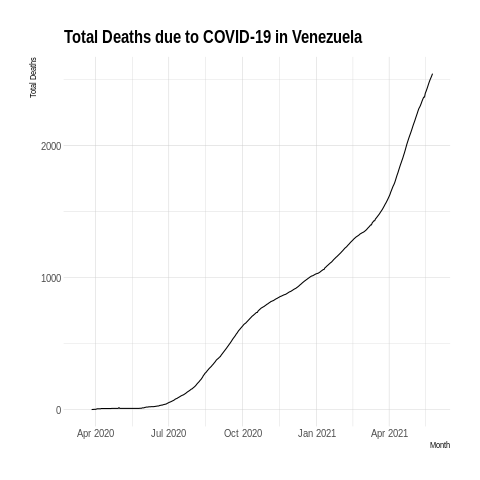 Total Deaths due to COVID-19 in Venezuela
Total Deaths
2000
1000
0
Apr 2020 Jul 2020 Oct 2020 Jan 2021 Apr 2021
Month